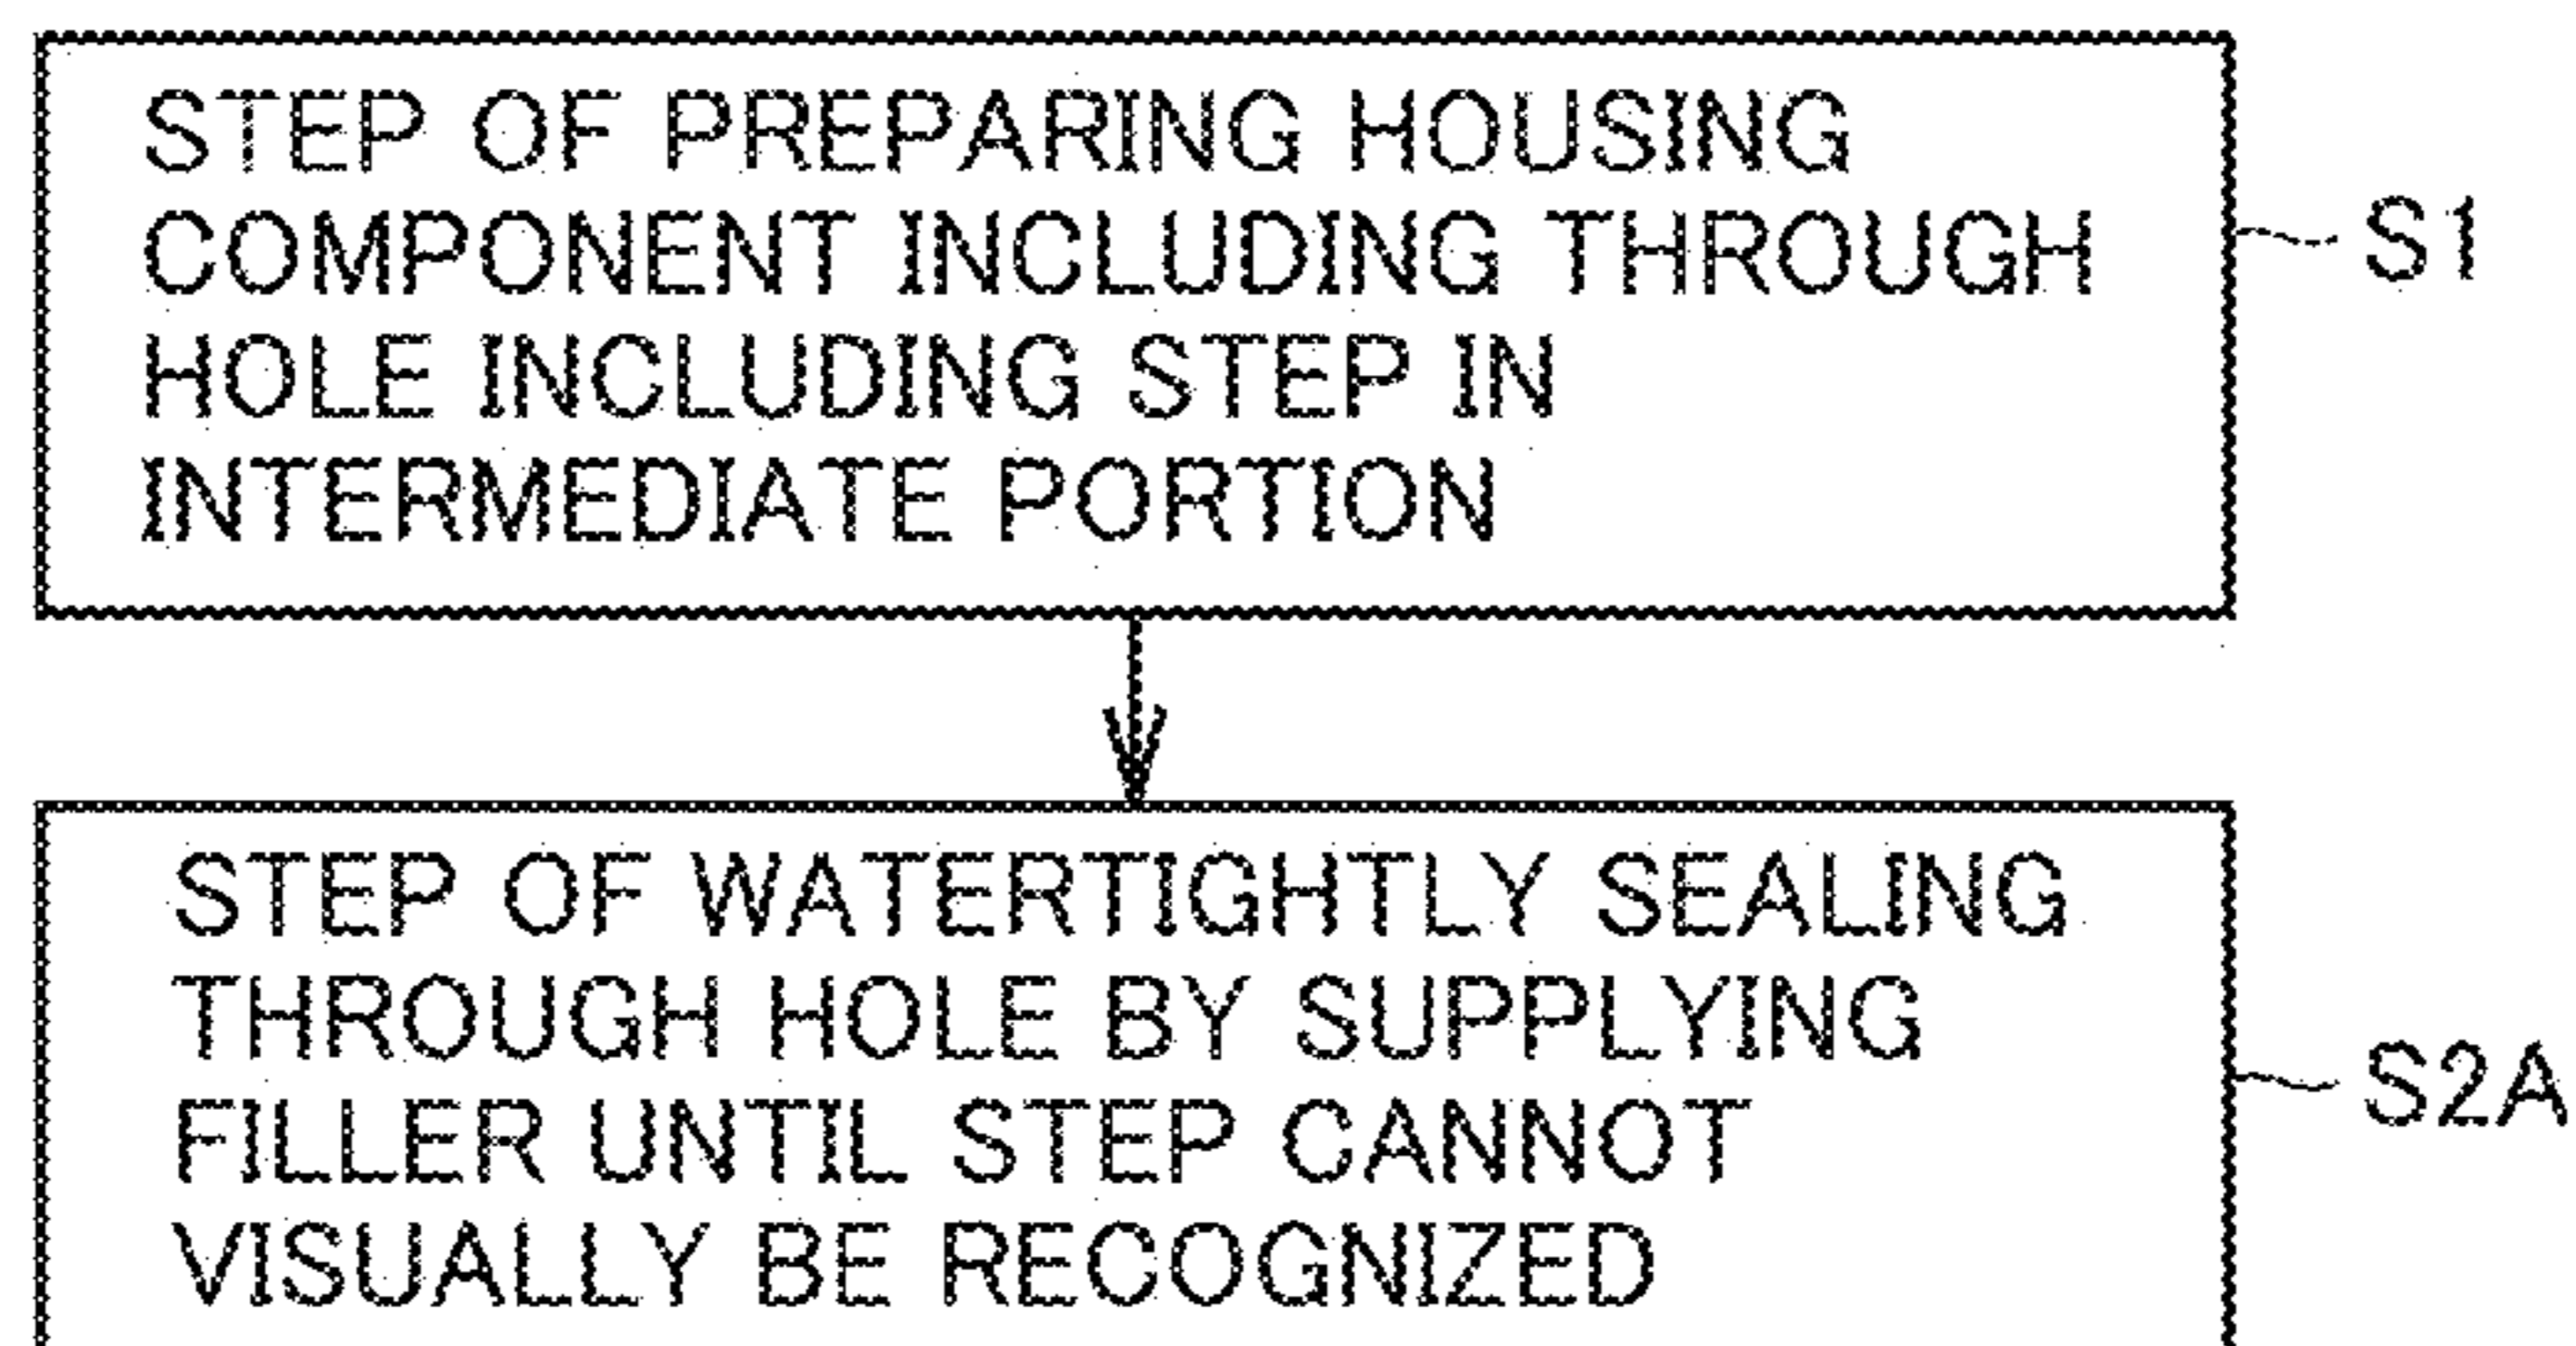 STEP OF PREPARING HOUSING
COMPONENT INCLUDING THROUGH
HOLE INCLUDING STEP IN
INTERMEDIATE PORTION
S1
STEP OF WATERTIGHTLY SEALING
THROUGH HOLE BY SUPPLYING
FILLER UNTIL STEP CANNOT
VISUALLY BE RECOGNIZED
S2A